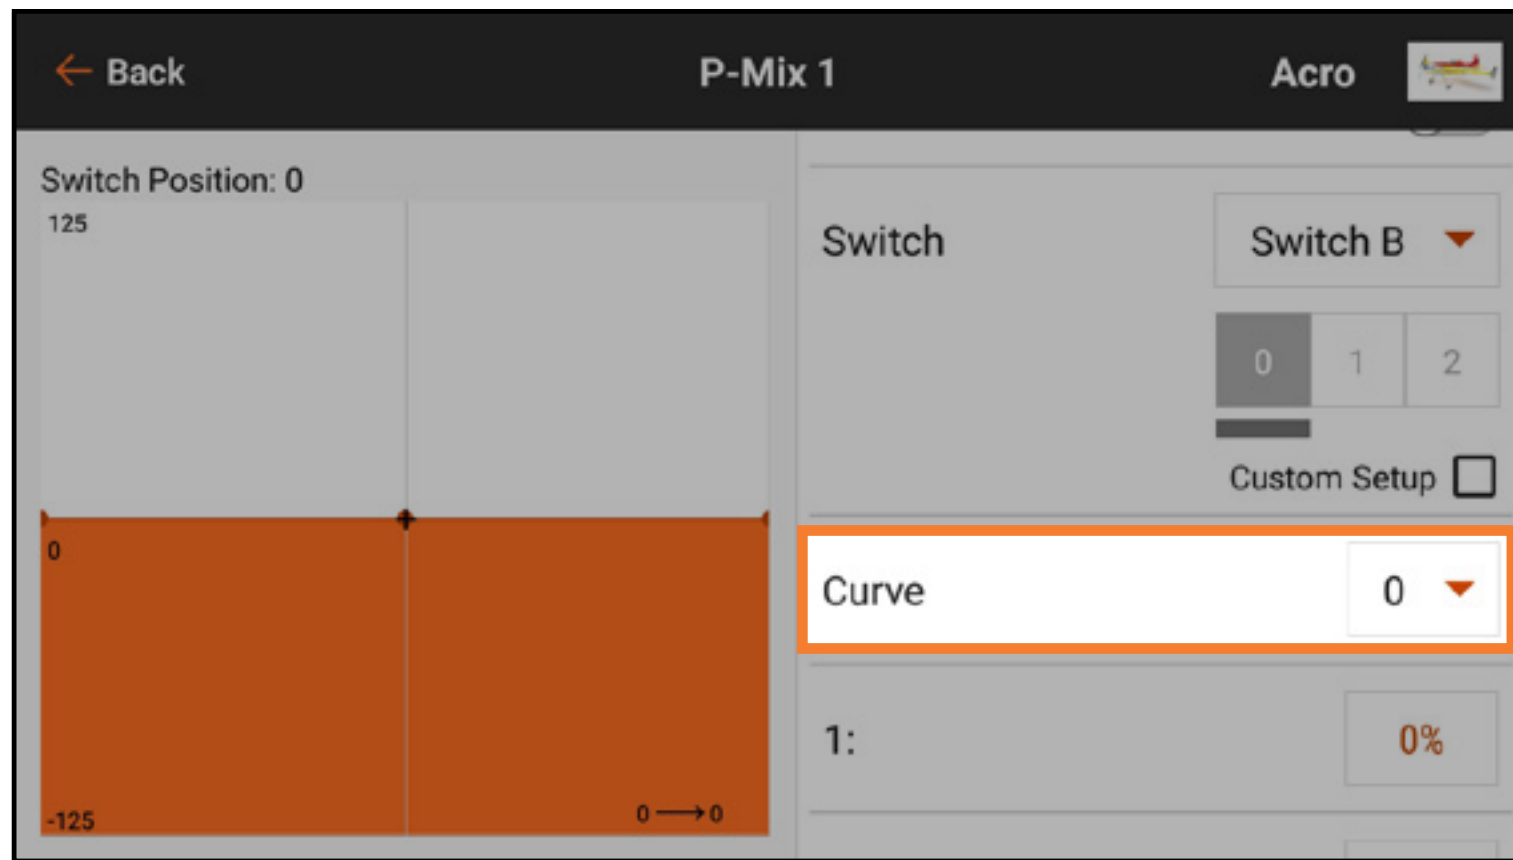 Back
P-Mix 1
Acro
Switch Position: 0
125
0
-125
0→0
Switch
Switch B
0 1 2
Custom Setup
Curve
0
1:
0%